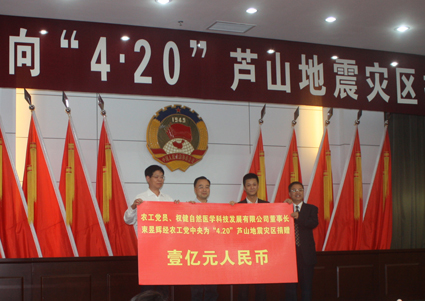 向“4·20”芦山地震灾区
1949
农工党员、权健自然医学科技发展有限公司董事长
束昱辉经农工党中央为“4.20”芦山地震灾区捐赠
壹亿元人民币